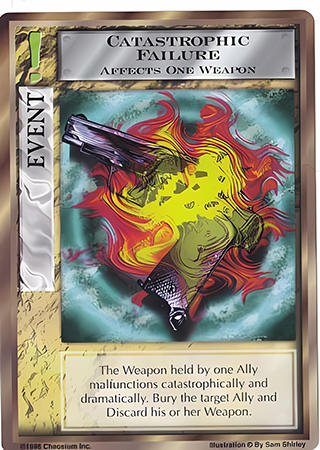 CATASTROPHIC
FAILURE
AFFECTS ONE WEAPON
EVENT!
The Weapon held by one Ally
malfunctions catastrophically and
dramatically. Bury the target Ally and
Discard his or her Weapon.
©1996 Chaosium Inc.
Illustration © By Sam Shirley